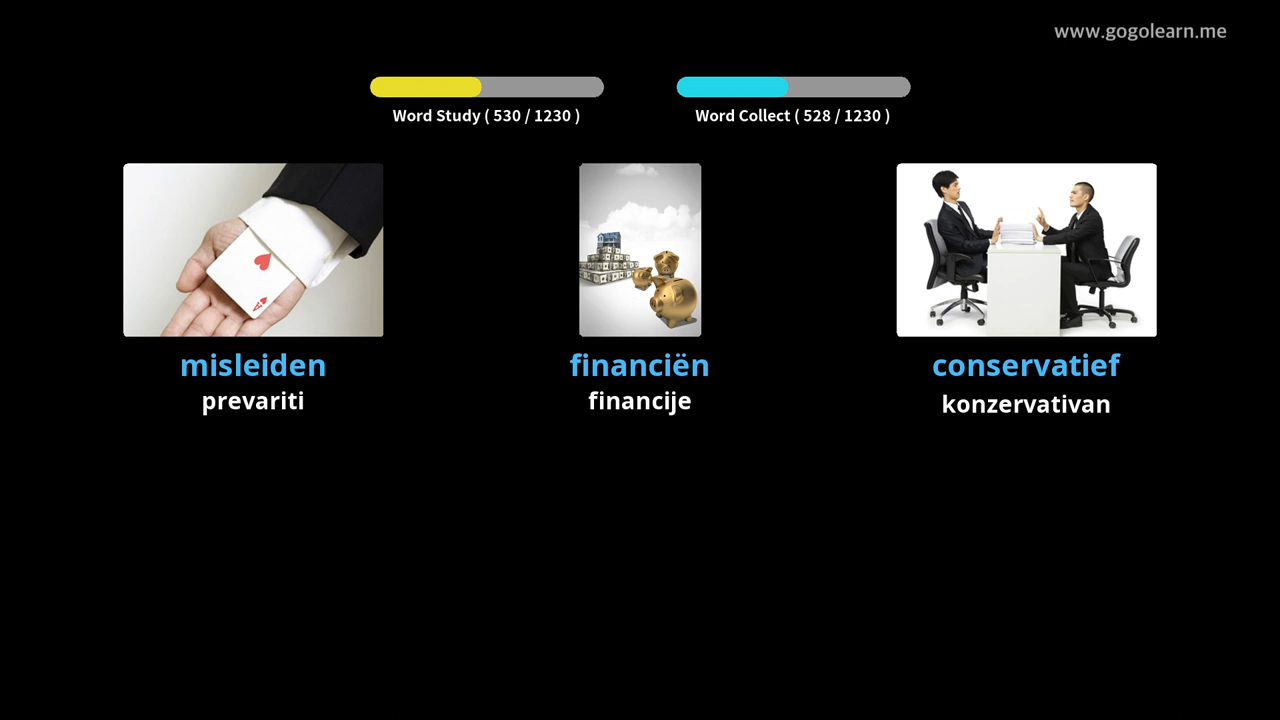 www.gogolearn.me
Word Study ( 530 / 1230 )
Word Collect ( 528 / 1230 )
misleiden
financiën
conservatief
prevariti
financije
konzervativan